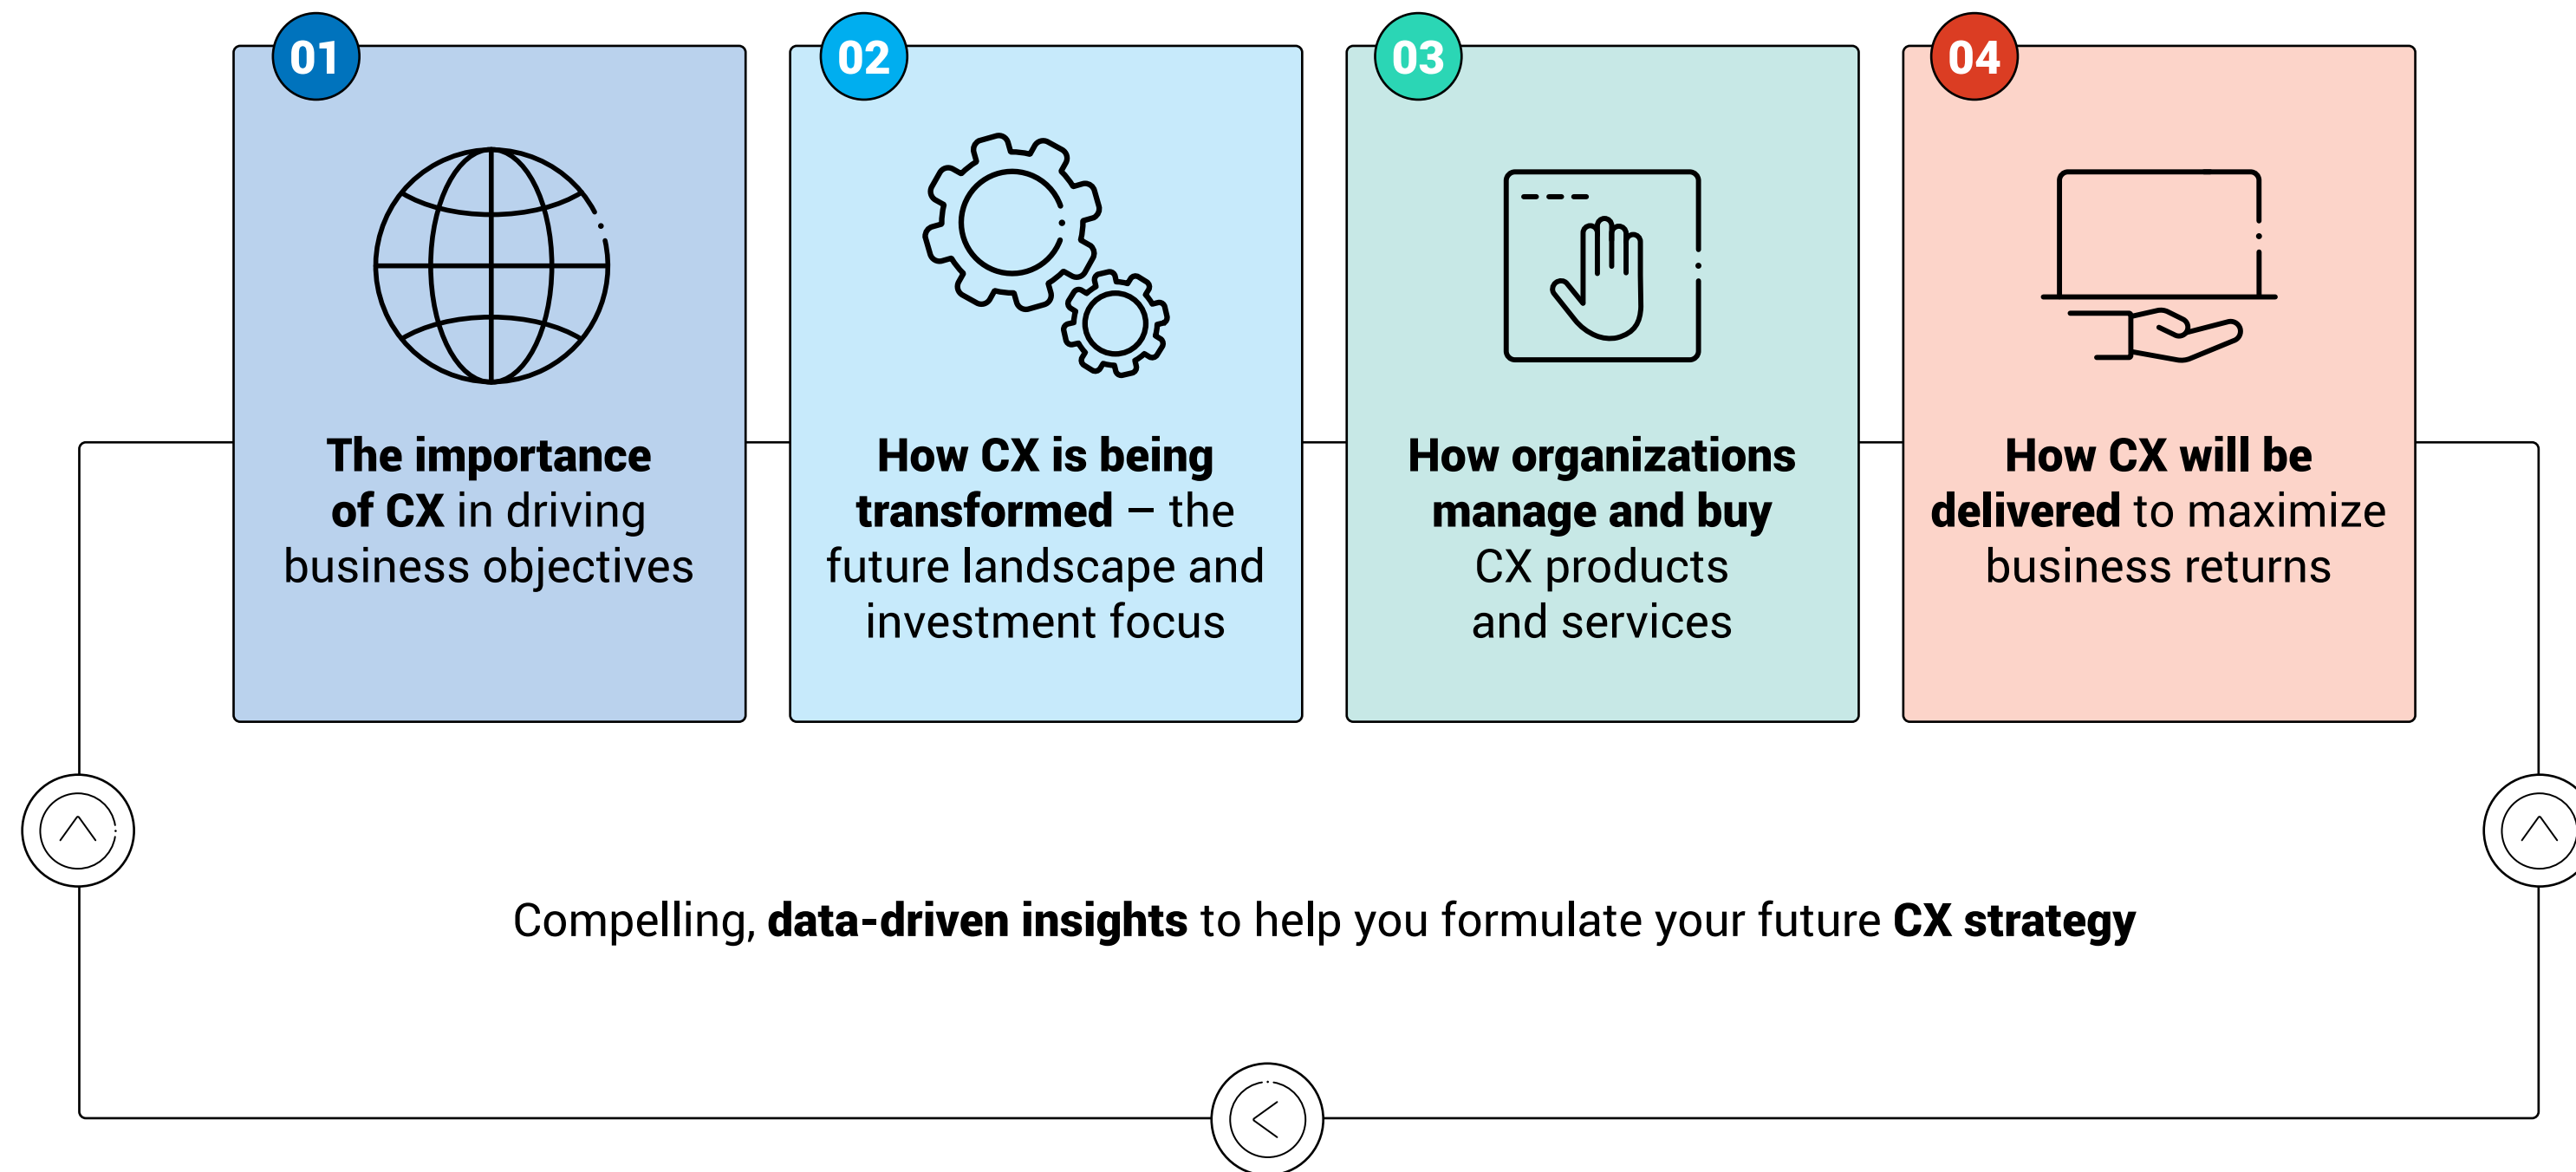 01
The importance
of CX in driving
business objectives
02
How CX is being
transformed – the
future landscape and
investment focus
03
How organizations
manage and buy
CX products
and services
04
How CX will be
delivered to maximize
business returns
Compelling, data-driven insights to help you formulate your future CX strategy